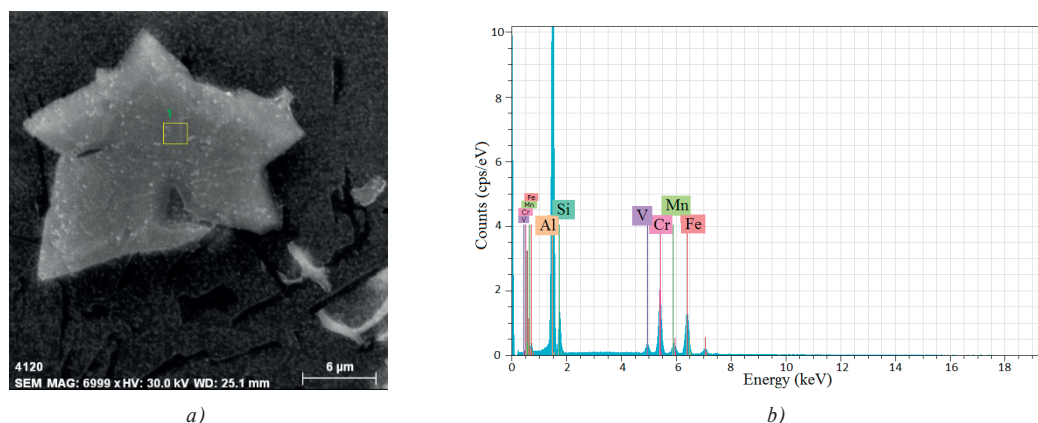 1
4120
SEM MAG: 6999 x HV: 30.0 kV WD: 25.1 mm
6 µm
a)
Counts (cps/eV)
10
8
6
4
2
0
Fe
Mn
Cr
V
Al
Si
V
Cr
Mn
Fe
0 2 4 6 8 10 12 14 16 18
Energy (keV)
b)